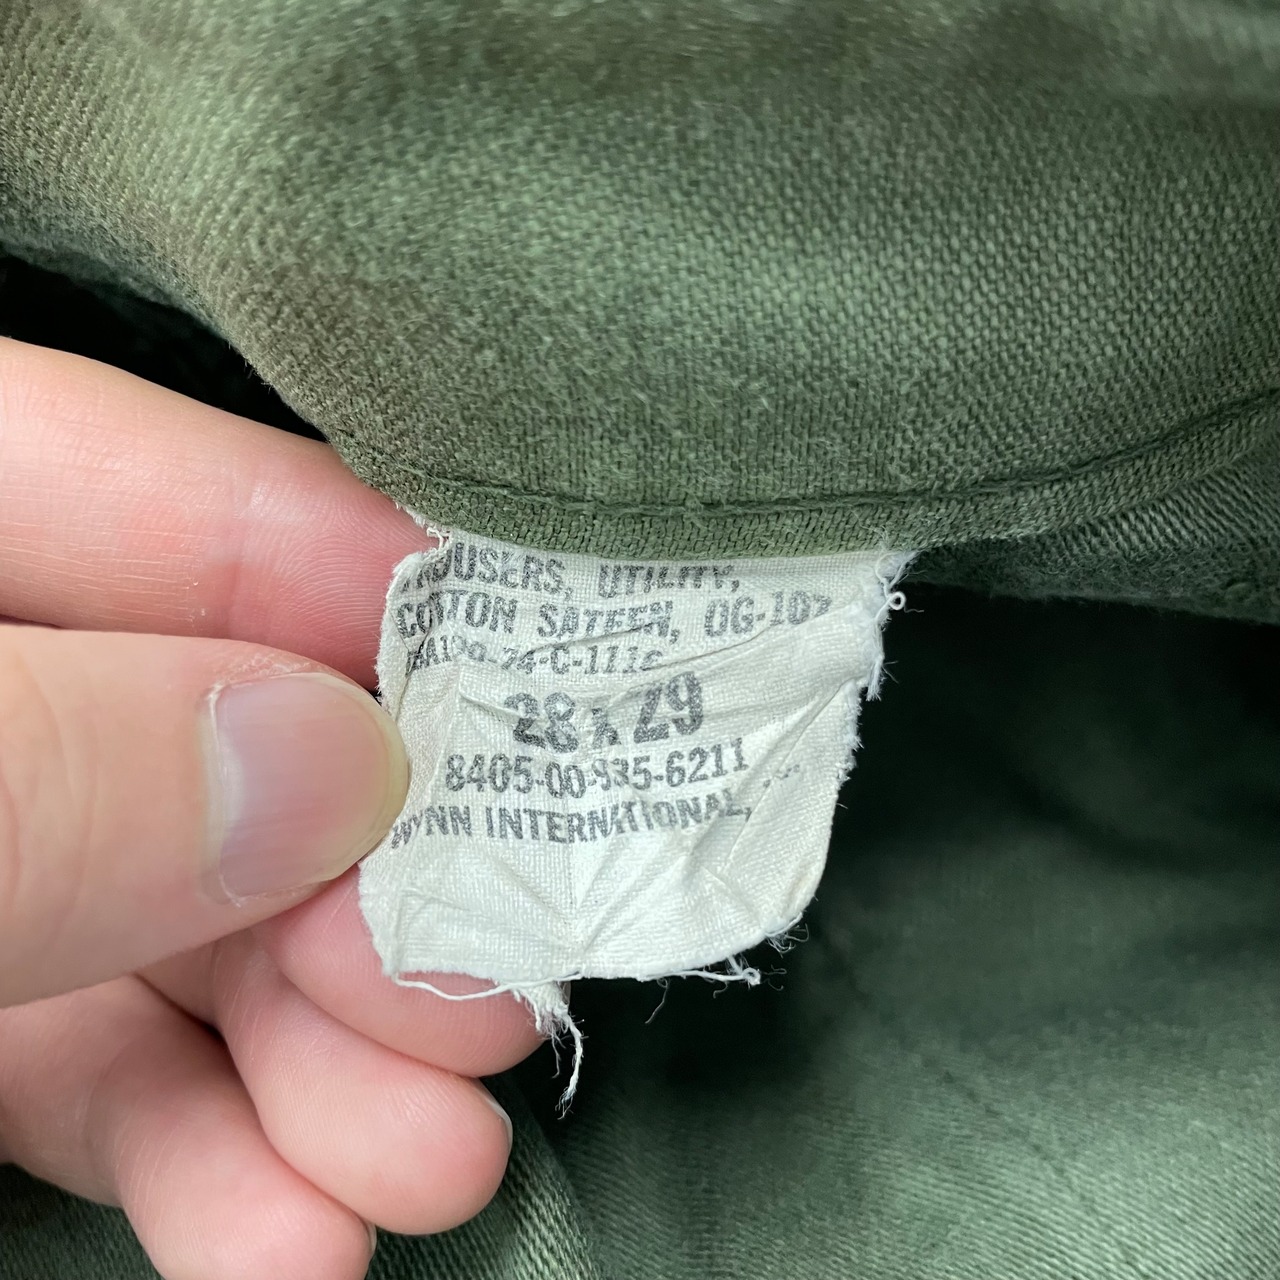 TROUSERS, UTILITY,
COTTON SATEEN, OG-107
28 x 29
8405-00-935-6211
WYNN INTERNATIONAL,